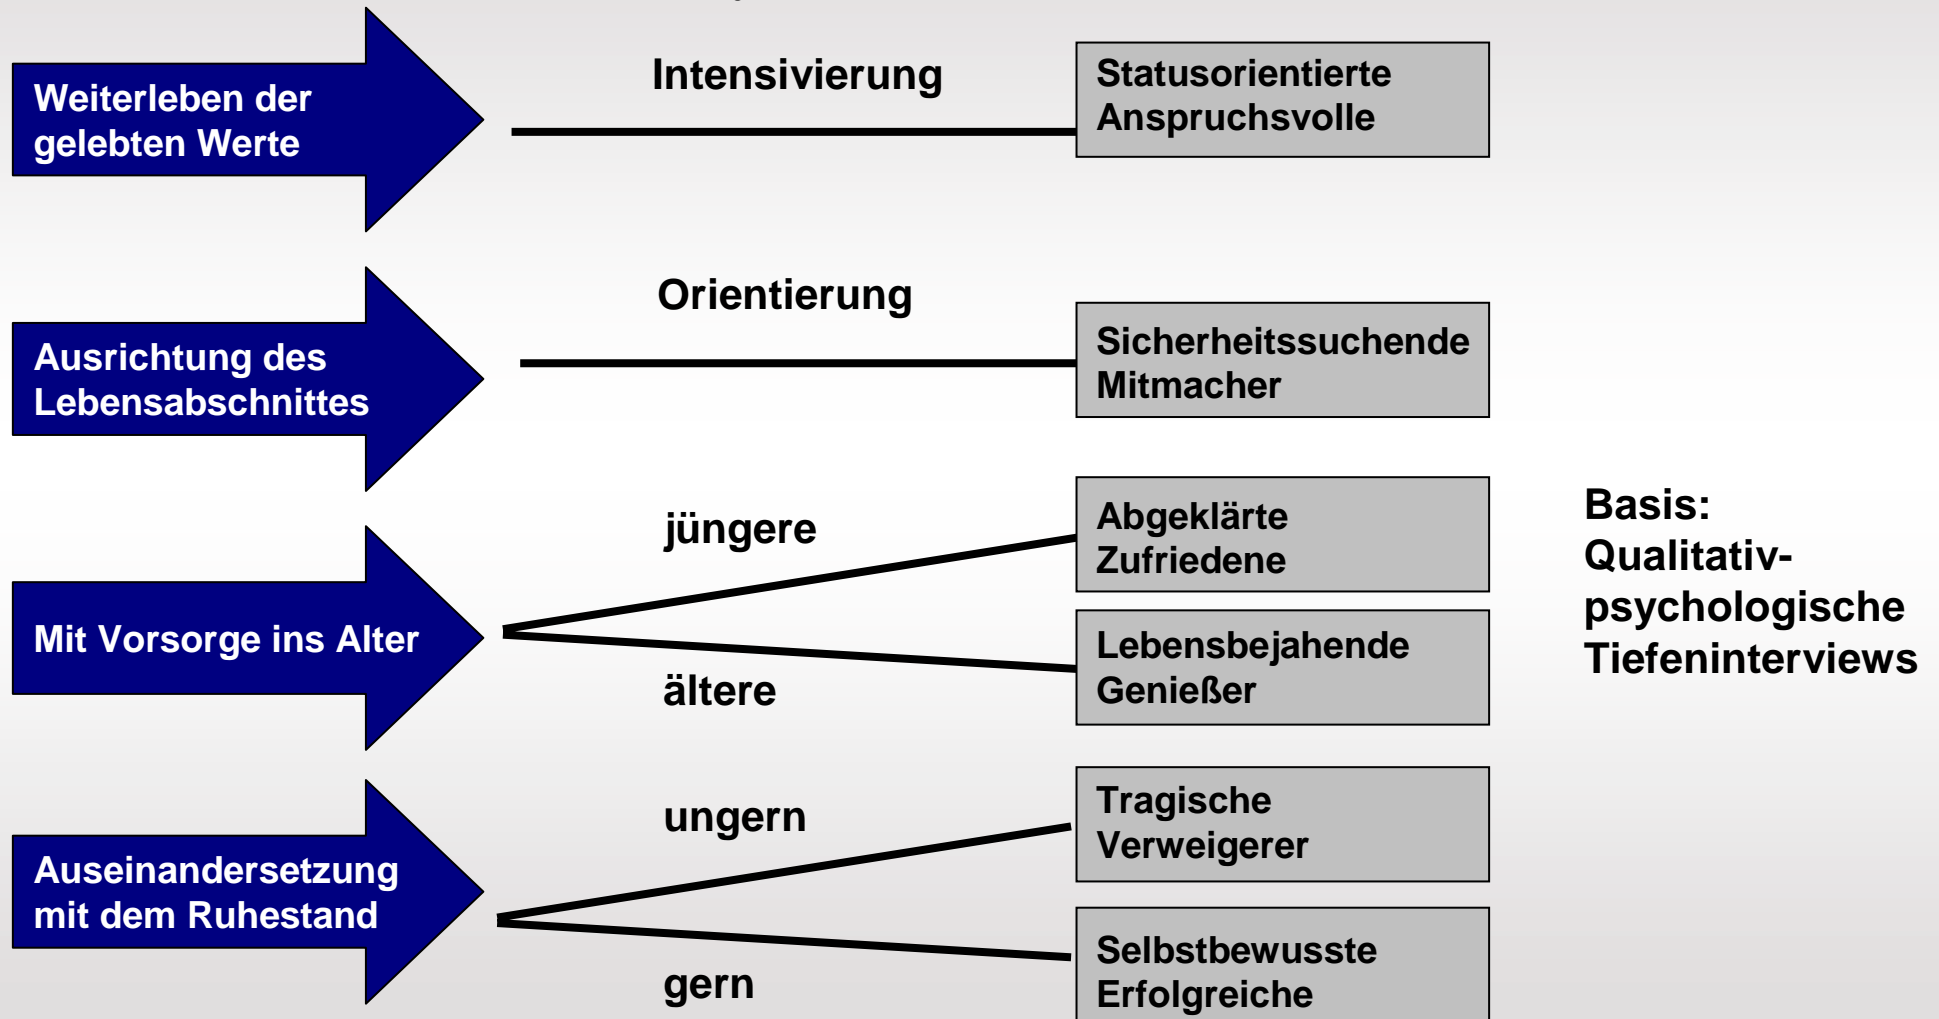 Weiterleben der
gelebten Werte
Intensivierung
Statusorientierte
Anspruchsvolle
Ausrichtung des
Lebensabschnittes
Orientierung
Sicherheitssuchende
Mitmacher
Mit Vorsorge ins Alter
jüngere
Abgeklärte
Zufriedene
ältere
Lebensbejahende
Genießer
Auseinandersetzung
mit dem Ruhestand
ungern
Tragische
Verweigerer
gern
Selbstbewusste
Erfolgreiche
Basis:
Qualitativ-
psychologische
Tiefeninterviews